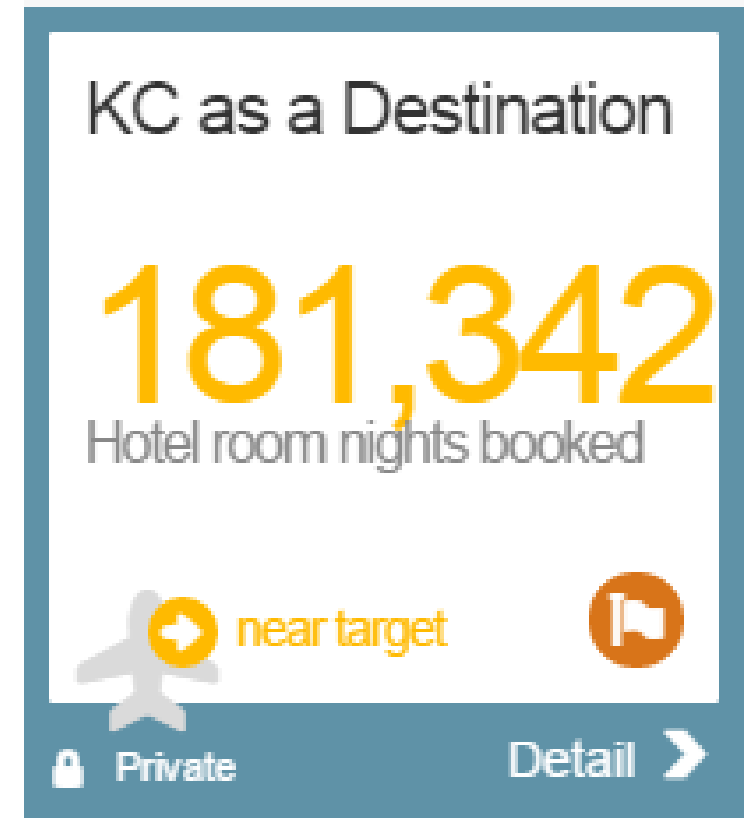 KC as a Destination
181,342
Hotel room nights booked
near target
Private
Detail